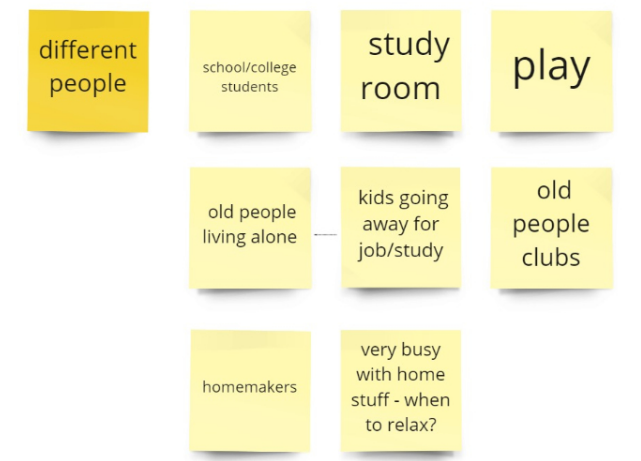 different
people
school/college
students
study
room
play
old people
living alone
kids going
away for
job/study
old
people
clubs
homemakers
very busy
with home
stuff - when
to relax?